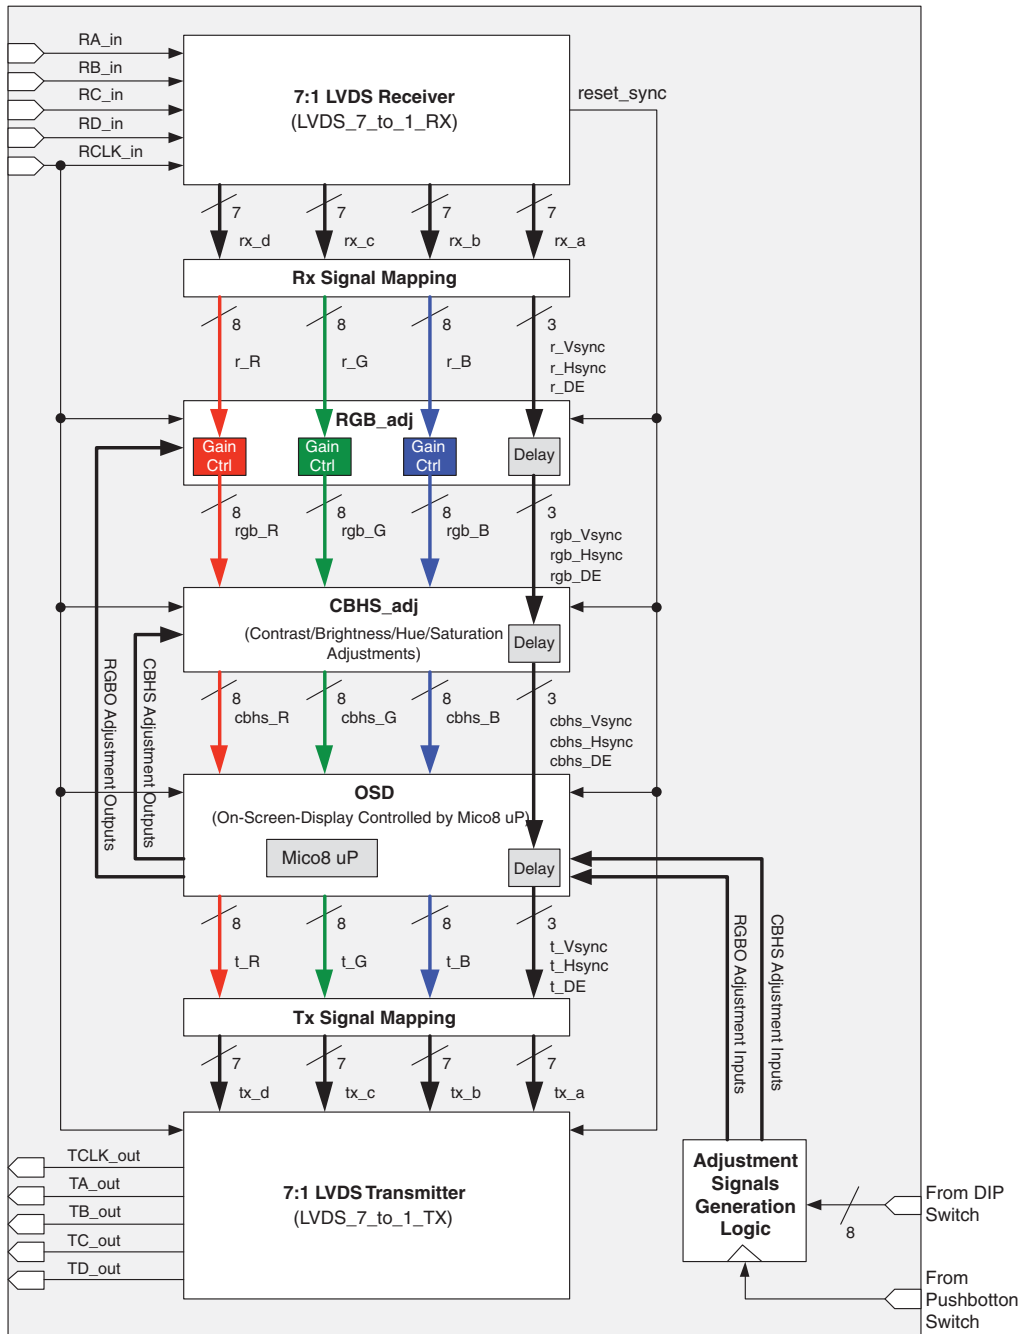 RA_in
RB_in
RC_in
RD_in
RCLK_in
7:1 LVDS Receiver
(LVDS_7_to_1_RX)
reset_sync
7
7
7
7
rx_d
rx_c
rx_b
rx_a
Rx Signal Mapping
8
8
8
3
r_R
r_G
r_B
r_Vsync
r_Hsync
r_DE
RGB_adj
Gain
Ctrl
Gain
Ctrl
Gain
Ctrl
Delay
8
8
8
3
rgb_R
rgb_G
rgb_B
rgb_Vsync
rgb_Hsync
rgb_DE
CBHS_adj
(Contrast/Brightness/Hue/Saturation
Adjustments)
Delay
RGBO Adjustment Outputs
CBHS Adjustment Outputs
8
8
8
3
cbhs_R
cbhs_G
cbhs_B
cbhs_Vsync
cbhs_Hsync
cbhs_DE
OSD
(On-Screen-Display Controlled by Mico8 uP)
Mico8 uP
Delay
8
8
8
3
t_R
t_G
t_B
t_Vsync
t_Hsync
t_DE
RGBO Adjustment Inputs
CBHS Adjustment Inputs
Tx Signal Mapping
7
7
7
7
tx_d
tx_c
tx_b
tx_a
TCLK_out
TA_out
TB_out
TC_out
TD_out
7:1 LVDS Transmitter
(LVDS_7_to_1_TX)
Adjustment
Signals
Generation
Logic
8
From DIP
Switch
From
Pushbotton
Switch